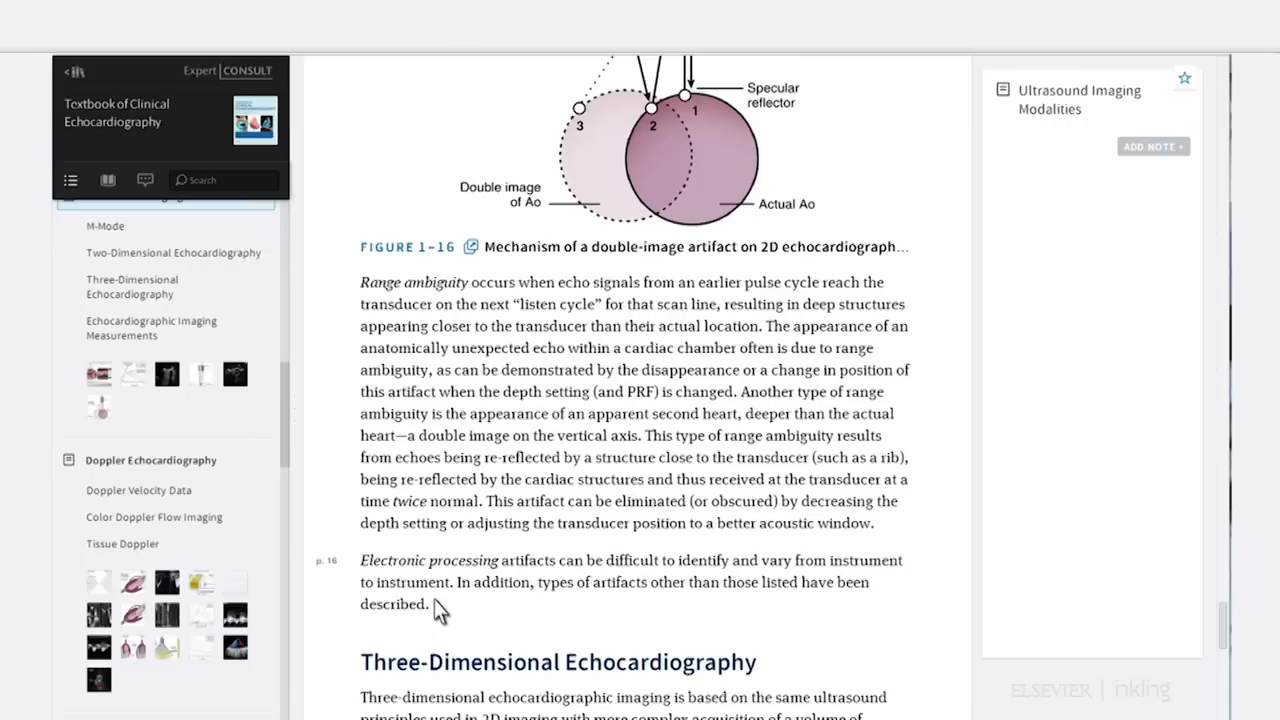 Expert | CONSULT
Textbook of Clinical
Echocardiography
Search
M-Mode
Two-Dimensional Echocardiography
Three-Dimensional
Echocardiography
Echocardiographic Imaging
Measurements
Doppler Echocardiography
Doppler Velocity Data
Color Doppler Flow Imaging
Tissue Doppler
Specular
reflector
1
2
3
Double image
of Ao
Actual Ao
FIGURE 1–16 Mechanism of a double-image artifact on 2D echocardiograph...
Range ambiguity occurs when echo signals from an earlier pulse cycle reach the
transducer on the next “listen cycle” for that scan line, resulting in deep structures
appearing closer to the transducer than their actual location. The appearance of an
anatomically unexpected echo within a cardiac chamber often is due to range
ambiguity, as can be demonstrated by the disappearance or a change in position of
this artifact when the depth setting (and PRF) is changed. Another type of range
ambiguity is the appearance of an apparent second heart, deeper than the actual
heart—a double image on the vertical axis. This type of range ambiguity results
from echoes being re-reflected by a structure close to the transducer (such as a rib),
being re-reflected by the cardiac structures and thus received at the transducer at a
time twice normal. This artifact can be eliminated (or obscured) by decreasing the
depth setting or adjusting the transducer position to a better acoustic window.
p. 16
Electronic processing artifacts can be difficult to identify and vary from instrument
to instrument. In addition, types of artifacts other than those listed have been
described.
Three-Dimensional Echocardiography
Three-dimensional echocardiographic imaging is based on the same ultrasound
principles used in 2D imaging with more complex acquisition of a volume of
Ultrasound Imaging
Modalities
ADD NOTE +
ELSEVIER | inkling